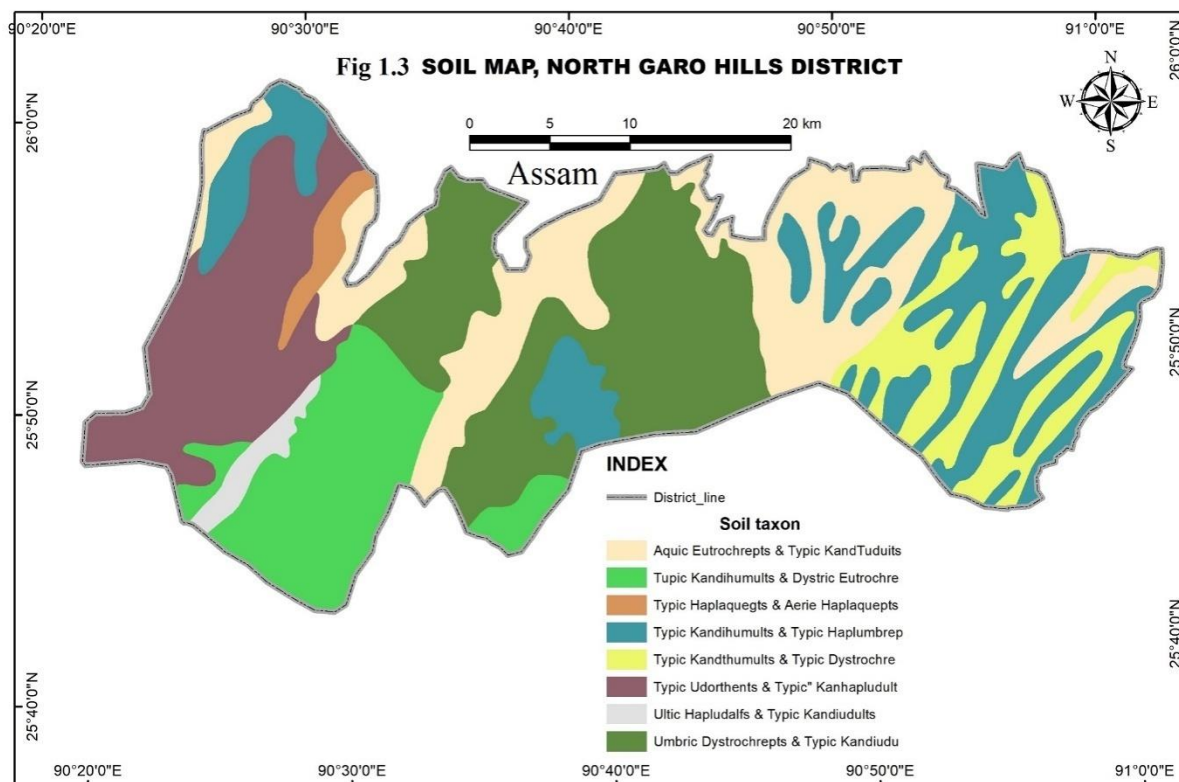 90°20'0"E 90°30'0"E 90°40'0"E 90°50'0"E 91°0'0"E
Fig 1.3 SOIL MAP, NORTH GARO HILLS DISTRICT
26°0'0"N
26°0'0"N
N
W E
S
0 5 10 20 km
Assam
25°50'0"N
25°50'0"N
INDEX
District_line
Soil taxon
Aquic Eutrochrepts & Typic KandTuduits
Tupic Kandihumults & Dystric Eutrochre
Typic Haplaquegts & Aerie Haplaquepts
Typic Kandihumults & Typic Haplumbrep
Typic Kandthumults & Typic Dystrochre
Typic Udorthents & Typic" Kanhapludult
Ultic Hapludalfs & Typic Kandiudults
Umbric Dystrochrepts & Typic Kandiudu
25°40'0"N
25°40'0"N
90°20'0"E 90°30'0"E 90°40'0"E 90°50'0"E 91°0'0"E